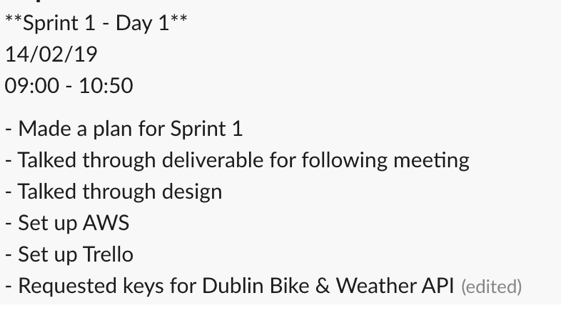 **Sprint 1 - Day 1**
14/02/19
09:00 - 10:50
- Made a plan for Sprint 1
- Talked through deliverable for following meeting
- Talked through design
- Set up AWS
- Set up Trello
- Requested keys for Dublin Bike & Weather API (edited)